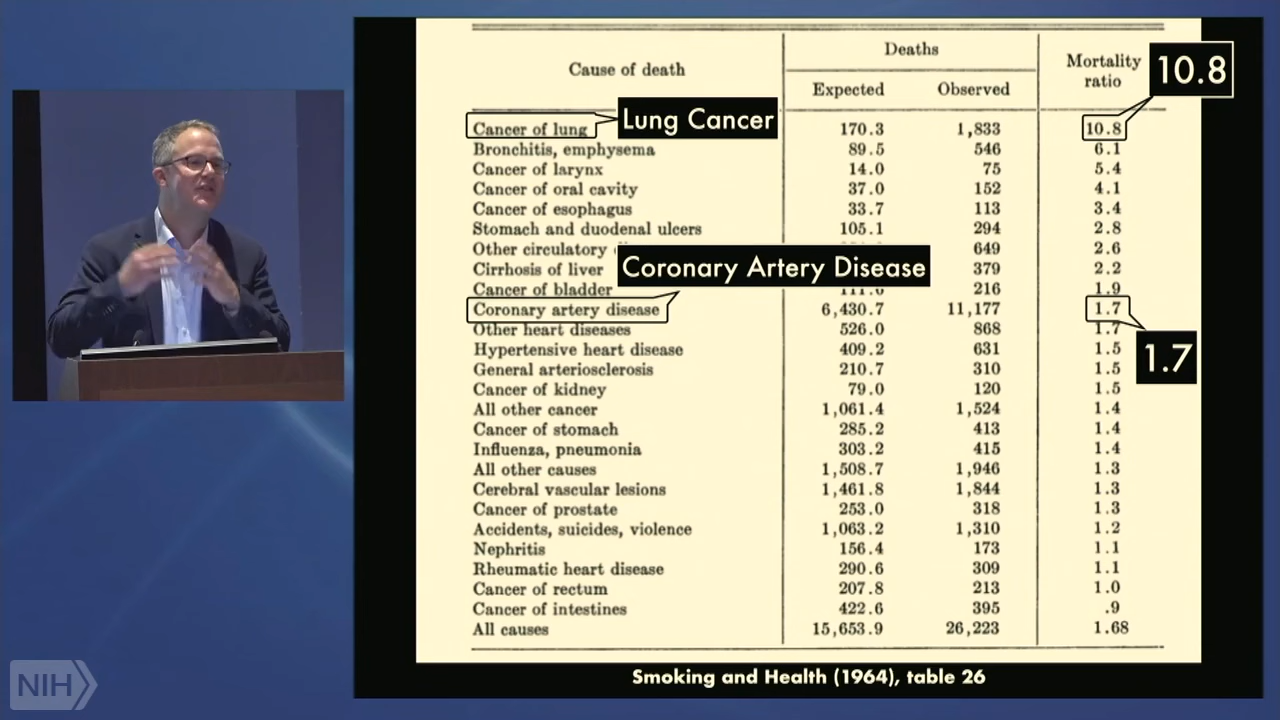 Cause of death
Deaths
Expected Observed
Mortality
ratio
10.8
Lung Cancer
Cancer of lung 170.3 1,833 10.8
Bronchitis, emphysema 89.5 546 6.1
Cancer of larynx 14.0 75 5.4
Cancer of oral cavity 37.0 152 4.1
Cancer of esophagus 33.7 113 3.4
Stomach and duodenal ulcers 105.1 294 2.8
Other circulatory 649 2.6
Coronary Artery Disease
Cirrhosis of liver 379 2.2
Cancer of bladder 216 1.9
Coronary artery disease 6,430.7 11,177 1.7
Other heart diseases 526.0 868 1.7
1.7
Hypertensive heart disease 409.2 631 1.5
General arteriosclerosis 210.7 310 1.5
Cancer of kidney 79.0 120 1.5
All other cancer 1,061.4 1,524 1.4
Cancer of stomach 285.2 413 1.4
Influenza, pneumonia 303.2 415 1.4
All other causes 1,508.7 1,946 1.3
Cerebral vascular lesions 1,461.8 1,844 1.3
Cancer of prostate 253.0 318 1.3
Accidents, suicides, violence 1,063.2 1,310 1.2
Nephritis 156.4 173 1.1
Rheumatic heart disease 290.6 309 1.1
Cancer of rectum 207.8 213 1.0
Cancer of intestines 422.6 395 .9
All causes 15,653.9 26,223 1.68
Smoking and Health (1964), table 26
NIH